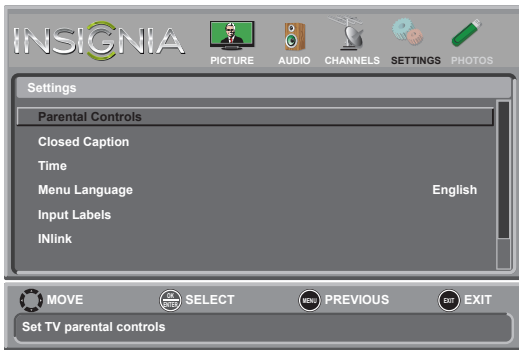 INSIGNIA
PICTURE AUDIO CHANNELS SETTINGS PHOTOS
Settings
Parental Controls
Closed Caption
Time
Menu Language English
Input Labels
INlink
MOVE OK ENTER SELECT MENU PREVIOUS EXIT EXIT
Set TV parental controls